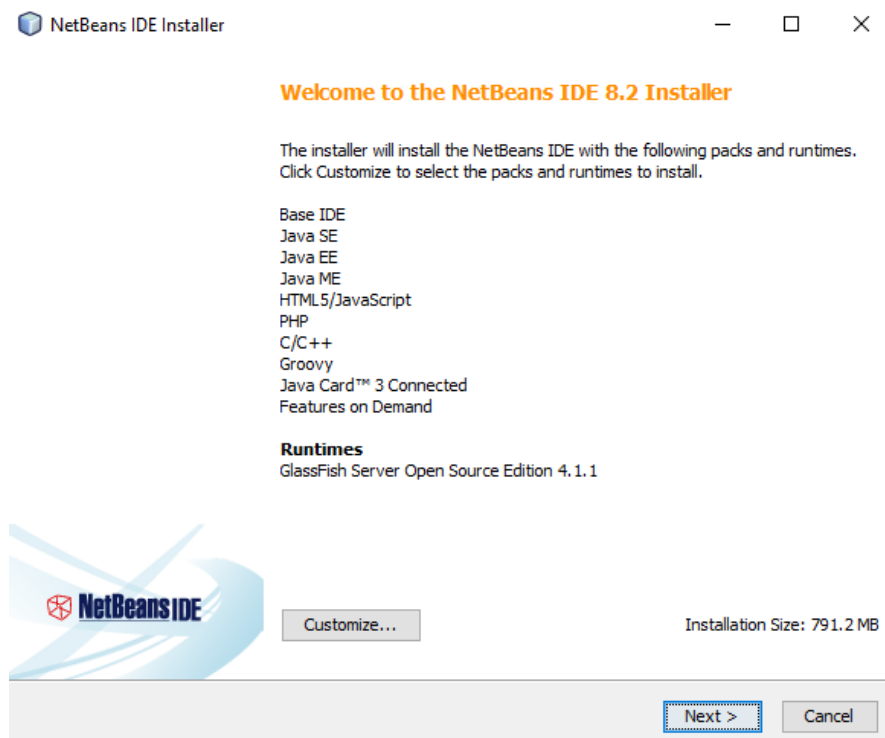 NetBeans IDE Installer
Welcome to the NetBeans IDE 8.2 Installer
The installer will install the NetBeans IDE with the following packs and runtimes.
Click Customize to select the packs and runtimes to install.
Base IDE
Java SE
Java EE
Java ME
HTML5/JavaScript
PHP
C/C++
Groovy
Java Card™ 3 Connected
Features on Demand
Runtimes
GlassFish Server Open Source Edition 4.1.1
NetBeans IDE
Customize...
Installation Size: 791.2 MB
Next >
Cancel